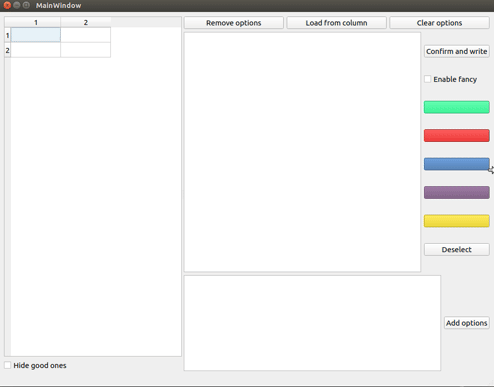 MainWindow
1 2
1
2
Remove options
Load from column
Clear options
Confirm and write
Enable fancy
Deselect
Add options
Hide good ones